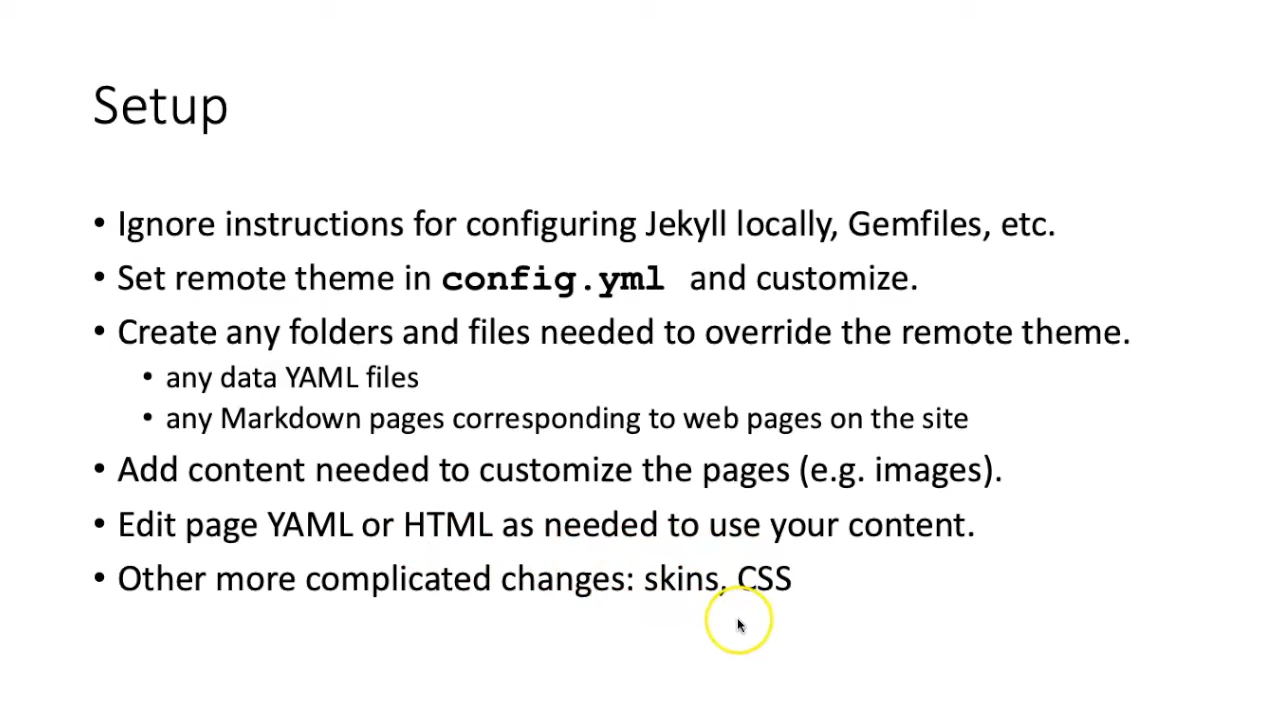 Setup
• Ignore instructions for configuring Jekyll locally, Gemfiles, etc.
• Set remote theme in config.yml and customize.
• Create any folders and files needed to override the remote theme.
• any data YAML files
• any Markdown pages corresponding to web pages on the site
• Add content needed to customize the pages (e.g. images).
• Edit page YAML or HTML as needed to use your content.
• Other more complicated changes: skins, CSS